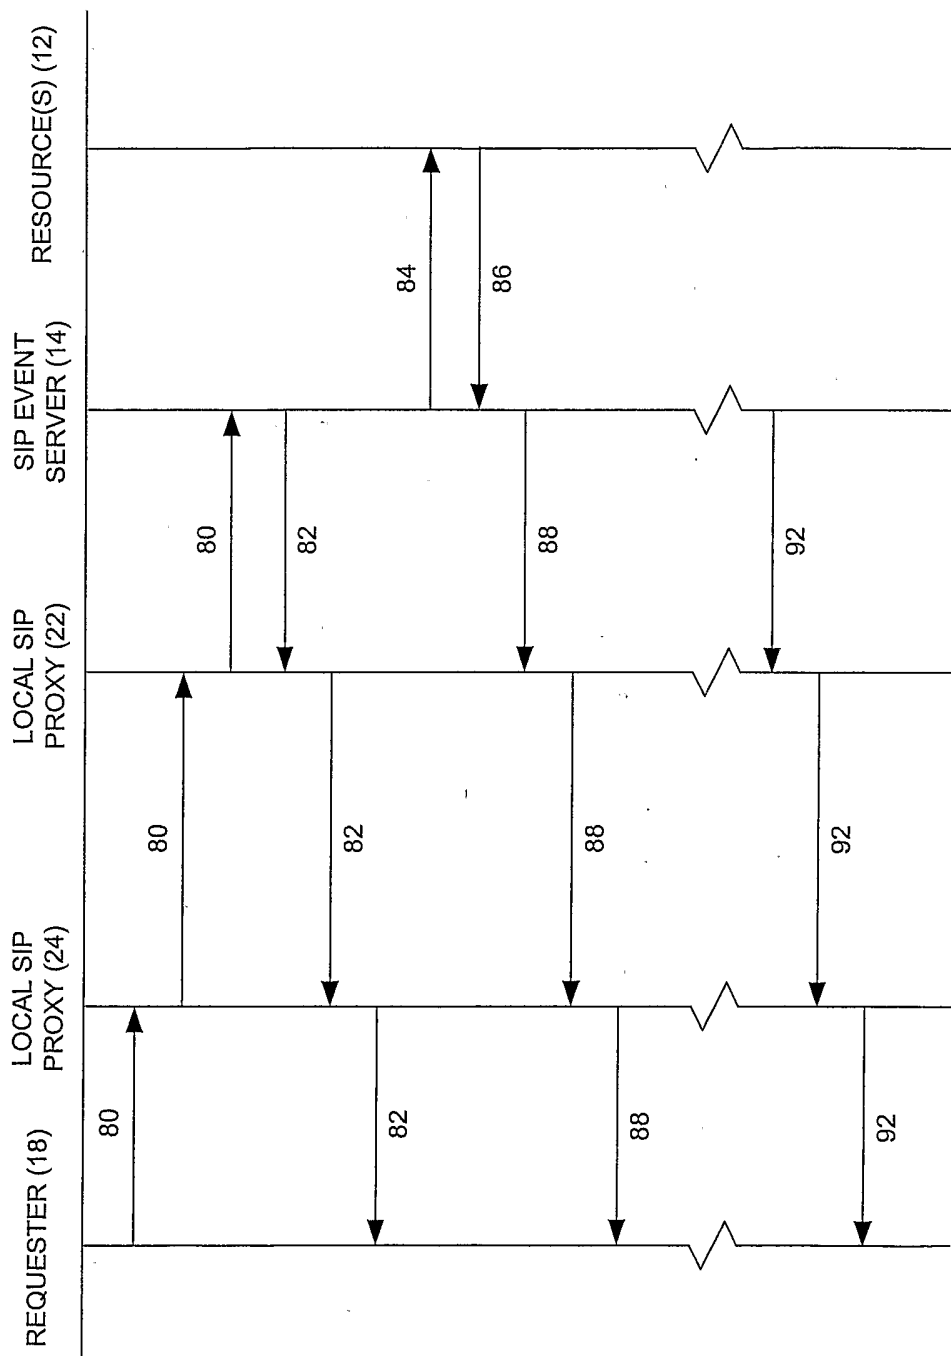 REQUESTER (18)
LOCAL SIP
PROXY (24)
LOCAL SIP
PROXY (22)
SIP EVENT
SERVER (14)
RESOURCE(S) (12)
80
80
80
82
82
82
84
86
88
88
88
92
92
92